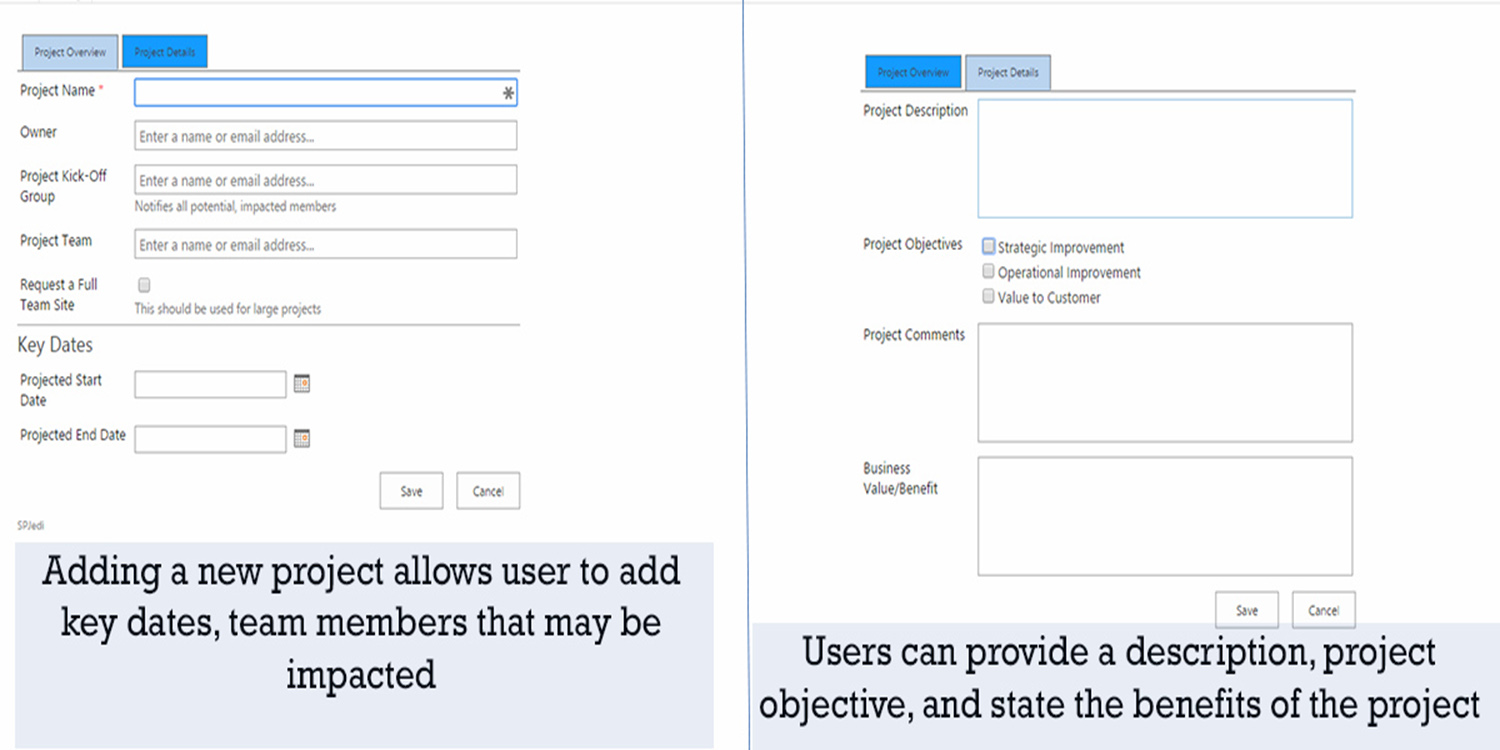 Project Overview Project Details
Project Name *
Owner Enter a name or email address...
Project Kick-Off
Group
Enter a name or email address...
Notifies all potential, impacted members
Project Team Enter a name or email address...
Request a Full
Team Site
This should be used for large projects
Key Dates
Projected Start
Date
Projected End Date
Save Cancel
SPJedi
Adding a new project allows user to add
key dates, team members that may be
impacted
Project Overview Project Details
Project Description
Project Objectives Strategic Improvement
Operational Improvement
Value to Customer
Project Comments
Business
Value/Benefit
Save Cancel
Users can provide a description, project
objective, and state the benefits of the project